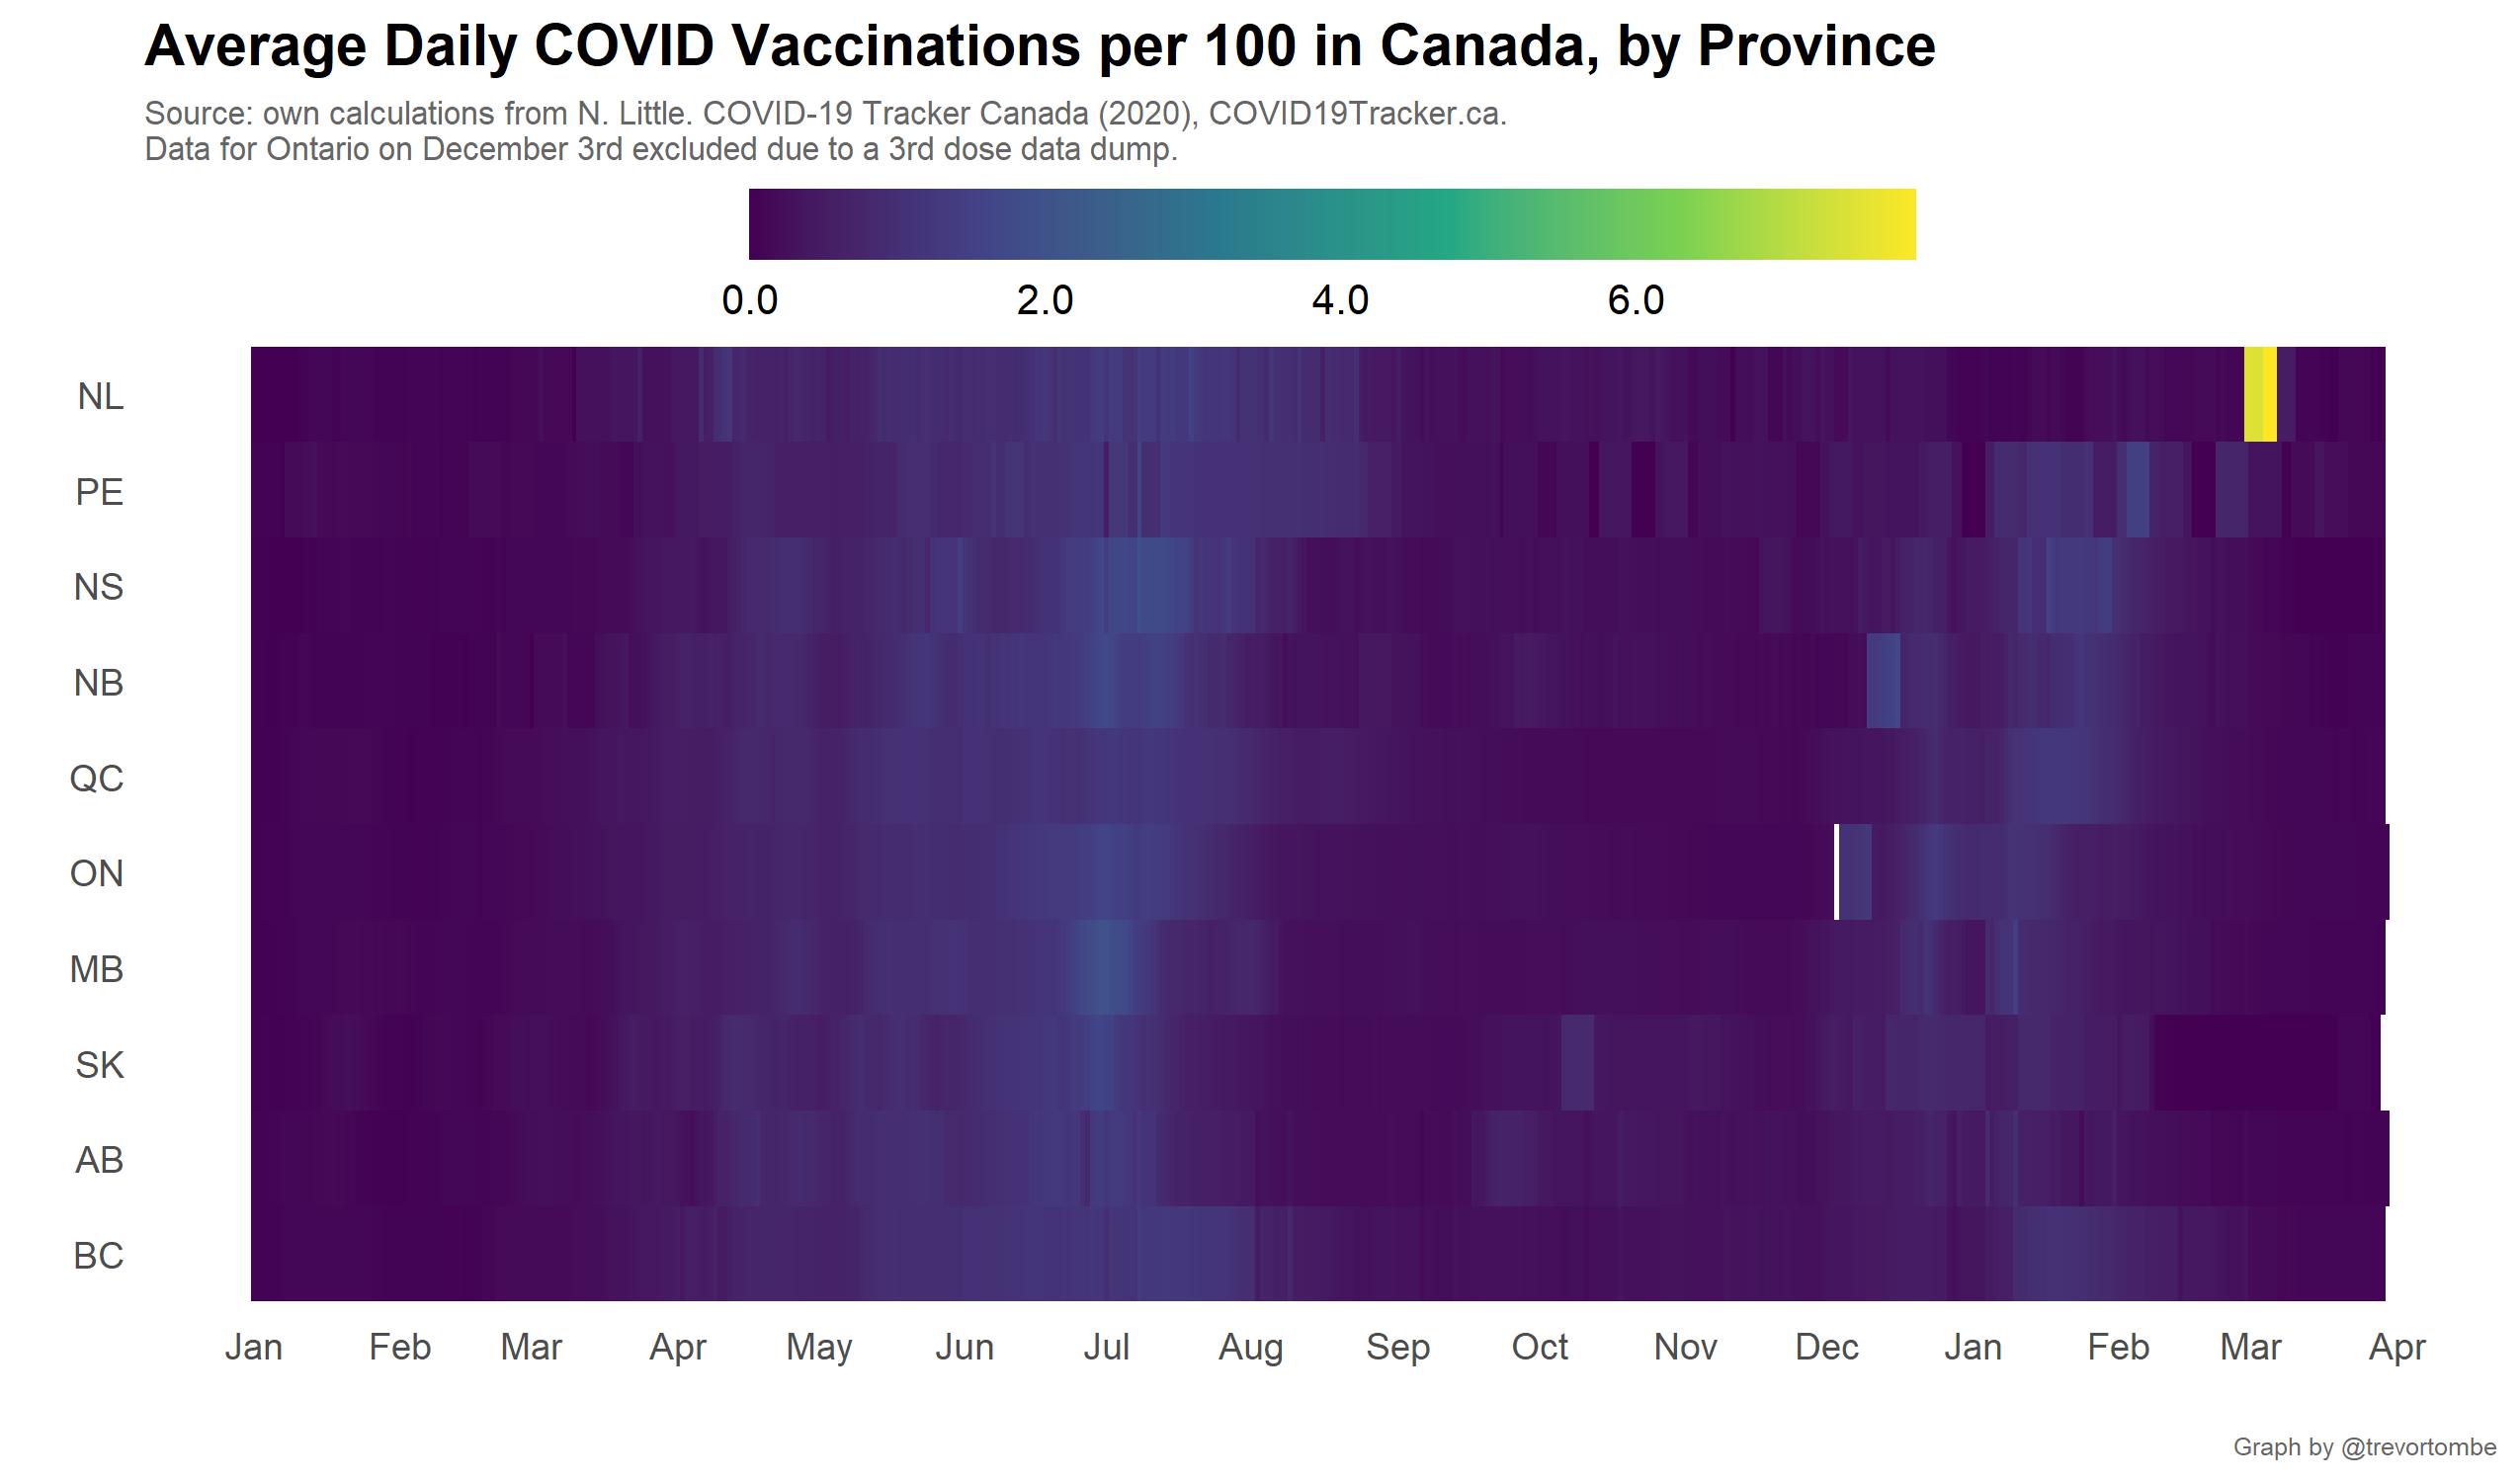 Average Daily COVID Vaccinations per 100 in Canada, by Province
Source: own calculations from N. Little. COVID-19 Tracker Canada (2020), COVID19Tracker.ca.
Data for Ontario on December 3rd excluded due to a 3rd dose data dump.
0.0 2.0 4.0 6.0
NL
PE
NS
NB
QC
ON
MB
SK
AB
BC
Jan Feb Mar Apr May Jun Jul Aug Sep Oct Nov Dec Jan Feb Mar Apr
Graph by @trevortombe